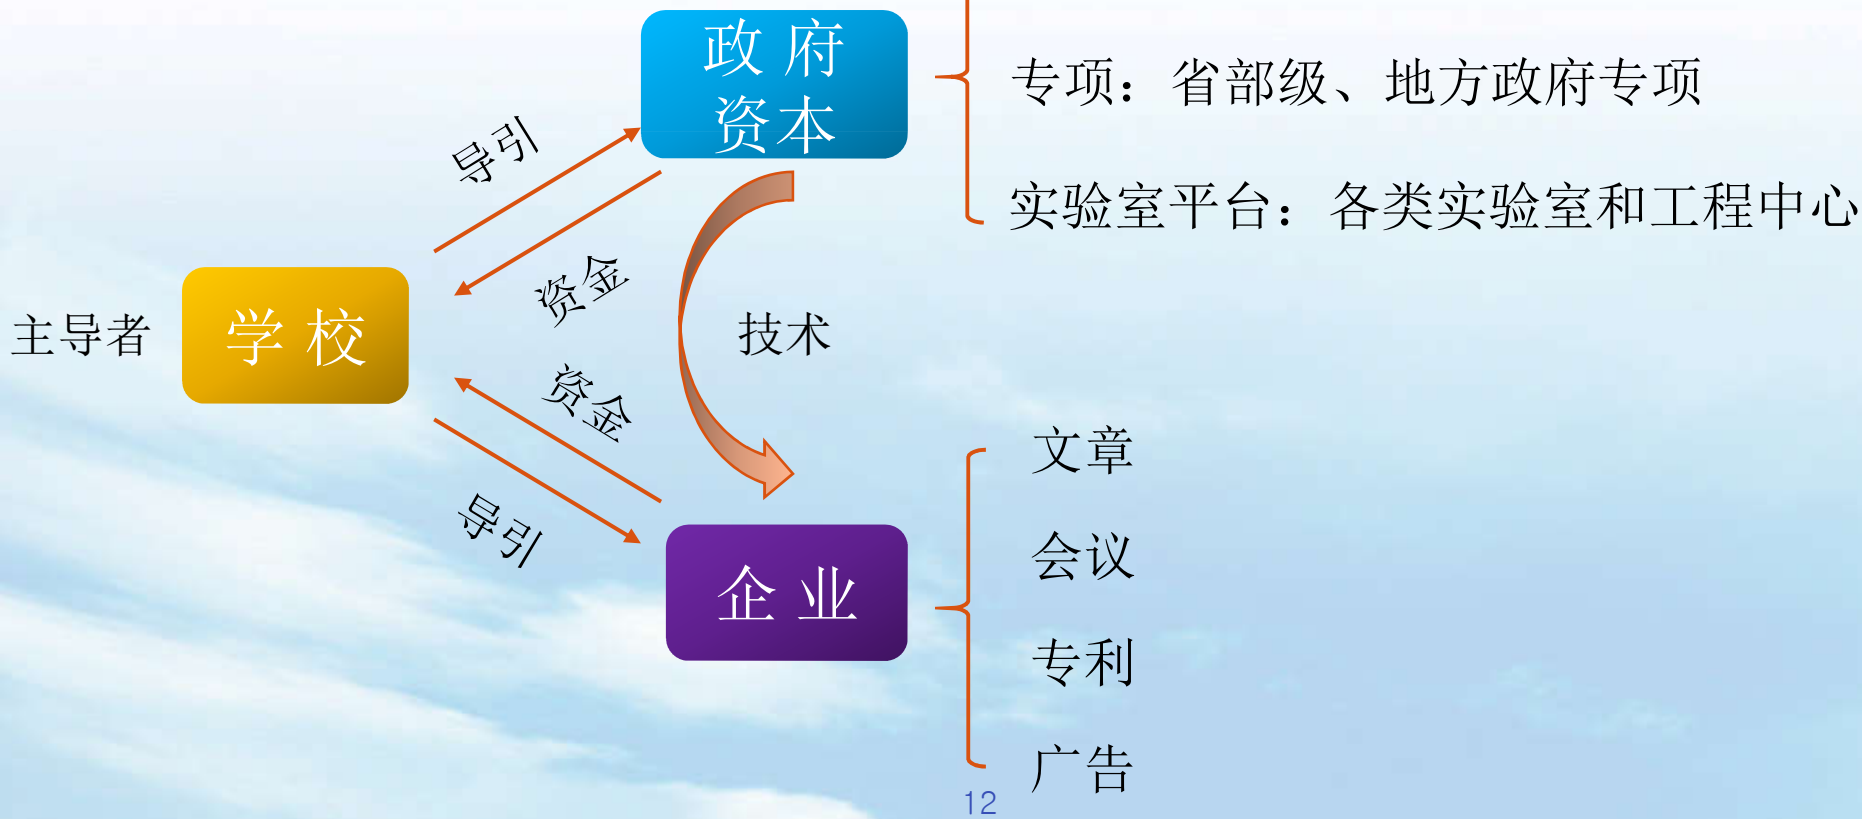 政 府
资本
专项：省部级、地方政府专项
导引
实验室平台：各类实验室和工程中心
资金
主导者
学 校
技术
资金
文章
导引
会议
企 业
专利
广告
12